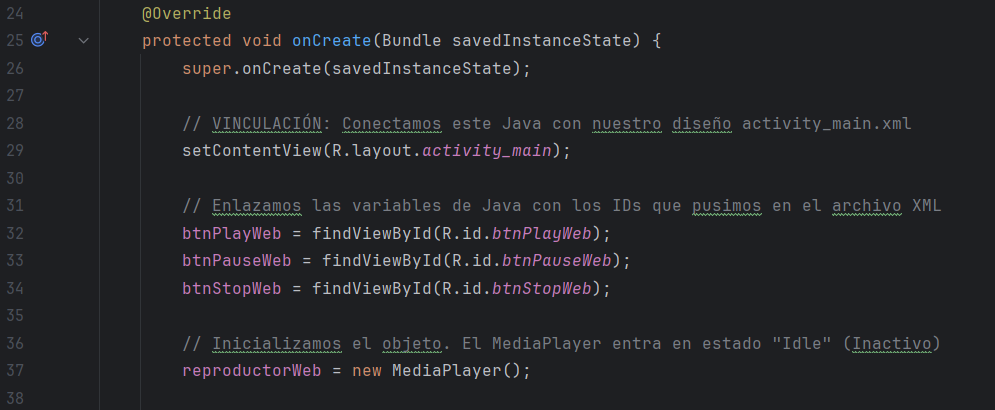 24 @Override
25 protected void onCreate(Bundle savedInstanceState) {
26 super.onCreate(savedInstanceState);
27
28 // VINCULACIÓN: Conectamos este Java con nuestro diseño activity_main.xml
29 setContentView(R.layout.activity_main);
30
31 // Enlazamos las variables de Java con los IDs que pusimos en el archivo XML
32 btnPlayWeb = findViewById(R.id.btnPlayWeb);
33 btnPauseWeb = findViewById(R.id.btnPauseWeb);
34 btnStopWeb = findViewById(R.id.btnStopWeb);
35
36 // Inicializamos el objeto. El MediaPlayer entra en estado "Idle" (Inactivo)
37 reproductorWeb = new MediaPlayer();
38